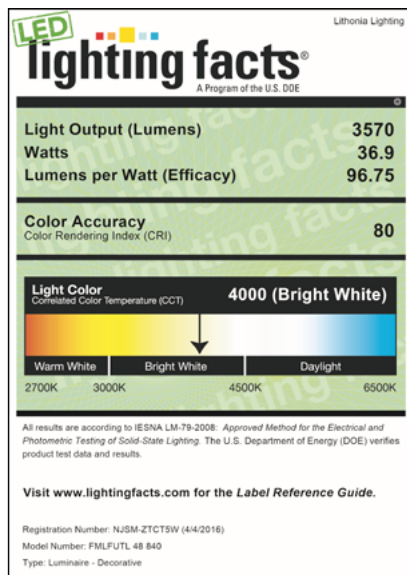 Lithonia Lighting
LED
lighting facts®
A Program of the U.S. DOE
Light Output (Lumens) 3570
Watts 36.9
Lumens per Watt (Efficacy) 96.75
Color Accuracy
Color Rendering Index (CRI) 80
Light Color
Correlated Color Temperature (CCT) 4000 (Bright White)
Warm White Bright White Daylight
2700K 3000K 4500K 6500K
All results are according to IESNA LM-79-2008: Approved Method for the Electrical and
Photometric Testing of Solid-State Lighting. The U.S. Department of Energy (DOE) verifies
product test data and results.
Visit www.lightingfacts.com for the Label Reference Guide.
Registration Number: NJSM-ZTCT5W (4/4/2016)
Model Number: FMLFUTL 48 840
Type: Luminaire - Decorative